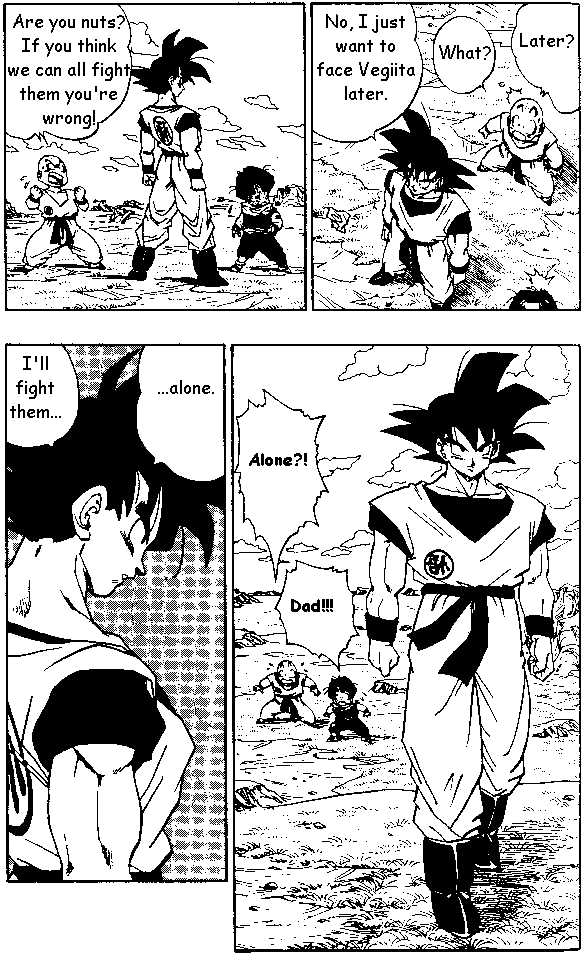 Are you nuts?
If you think
we can all fight
them you're
wrong!
No, I just
want to
face Vegiita
later.
What?
Later?
I'll
fight
them...
...alone.
Alone?!
Dad!!!